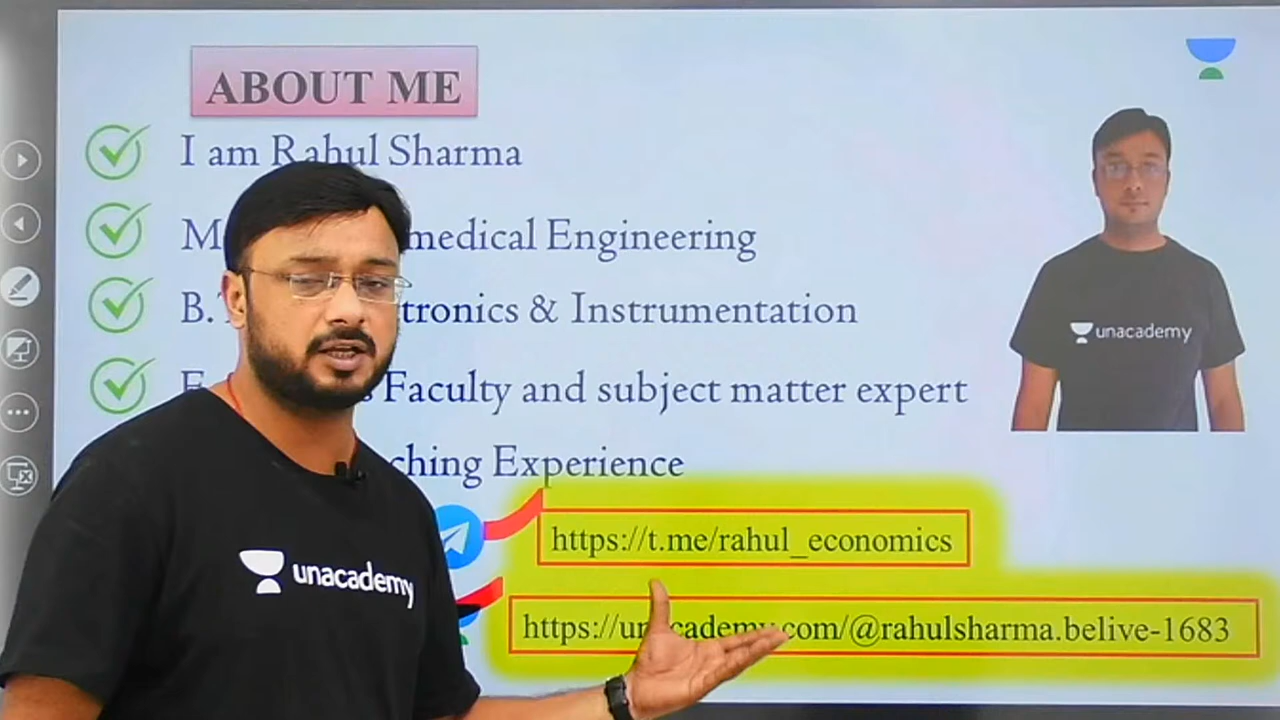 ABOUT ME
I am Rahul Sharma
medical Engineering
B. tronics & Instrumentation
Faculty and subject matter expert
ching Experience
https://t.me/rahul_economics
https://unacademy.com/@rahulsharma.belive-1683
unacademy
unacademy